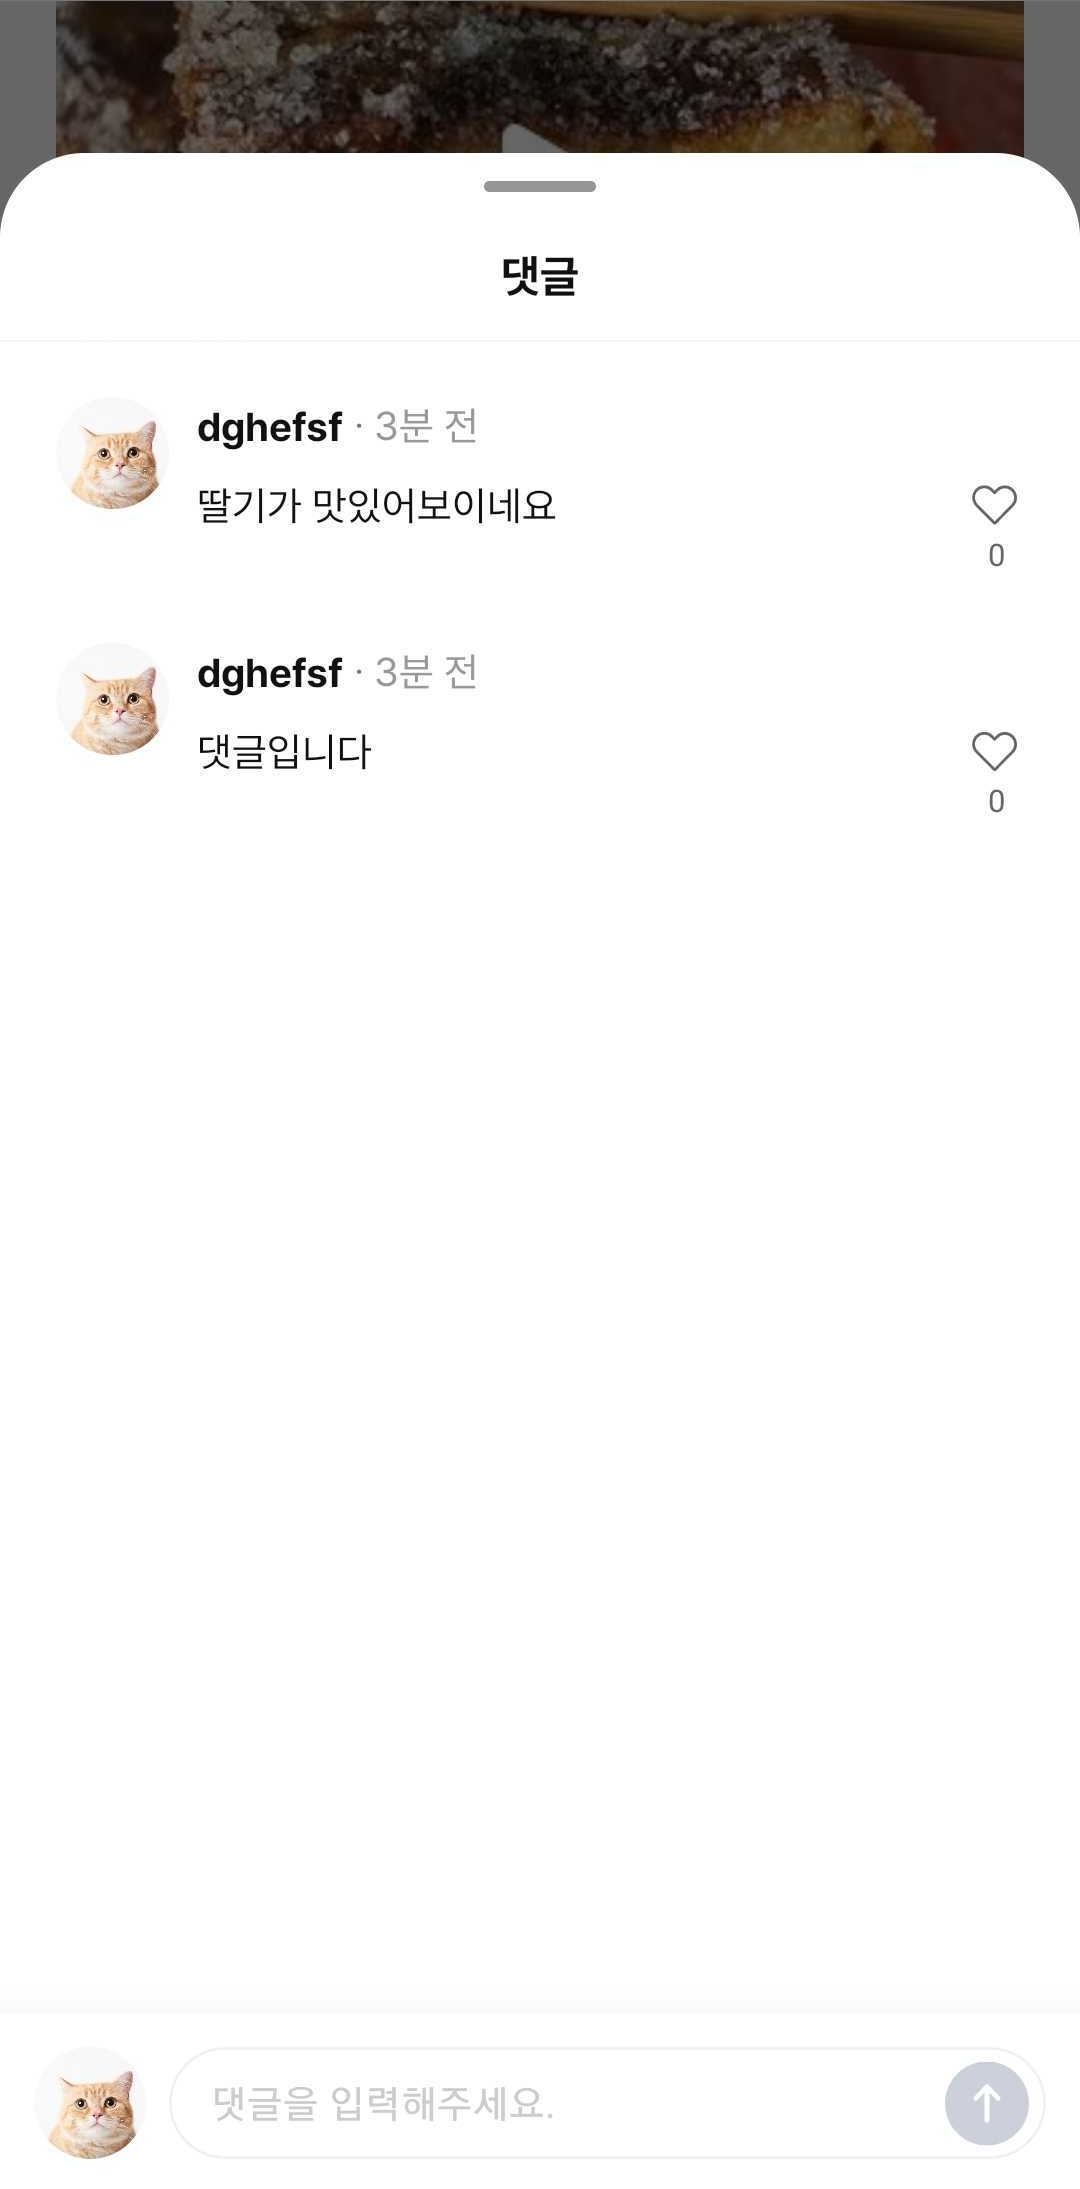 댓글
dghefsf · 3분 전
딸기가 맛있어보이네요
0
dghefsf · 3분 전
댓글입니다
0
댓글을 입력해주세요.